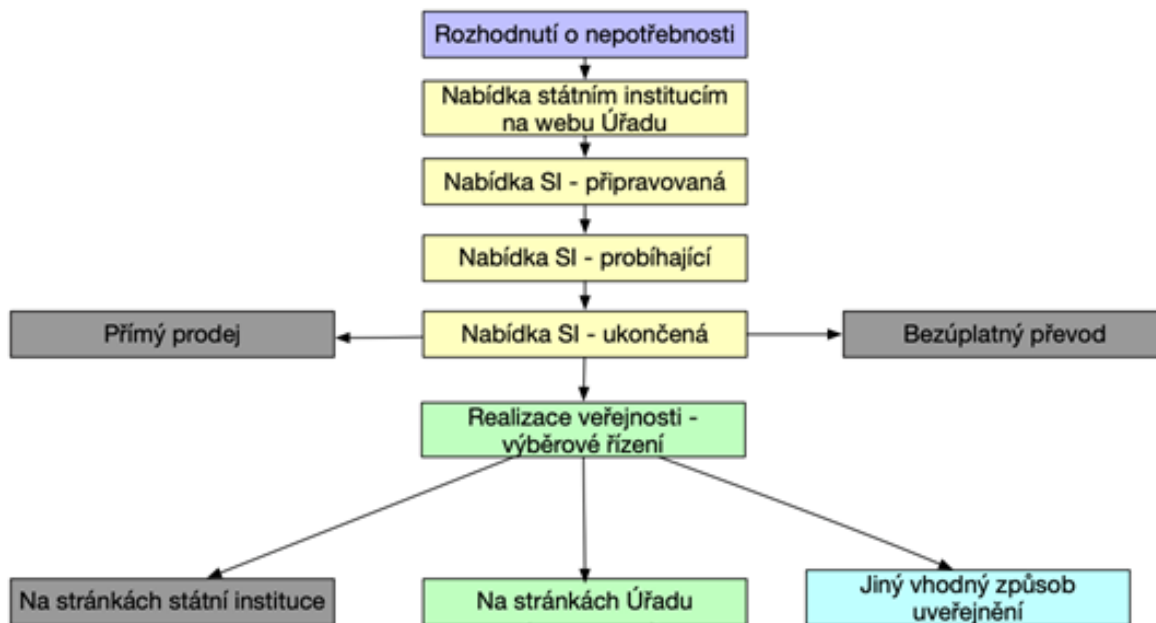 Rozhodnutí o nepotřebnosti
Nabídka státním institucím
na webu Úřadu
Nabídka SI - připravovaná
Nabídka SI - probíhající
Přímý prodej
Nabídka SI - ukončená
Bezúplatný převod
Realizace veřejnosti -
výběrové řízení
Na stránkách státní instituce
Na stránkách Úřadu
Jiný vhodný způsob
uveřejnění